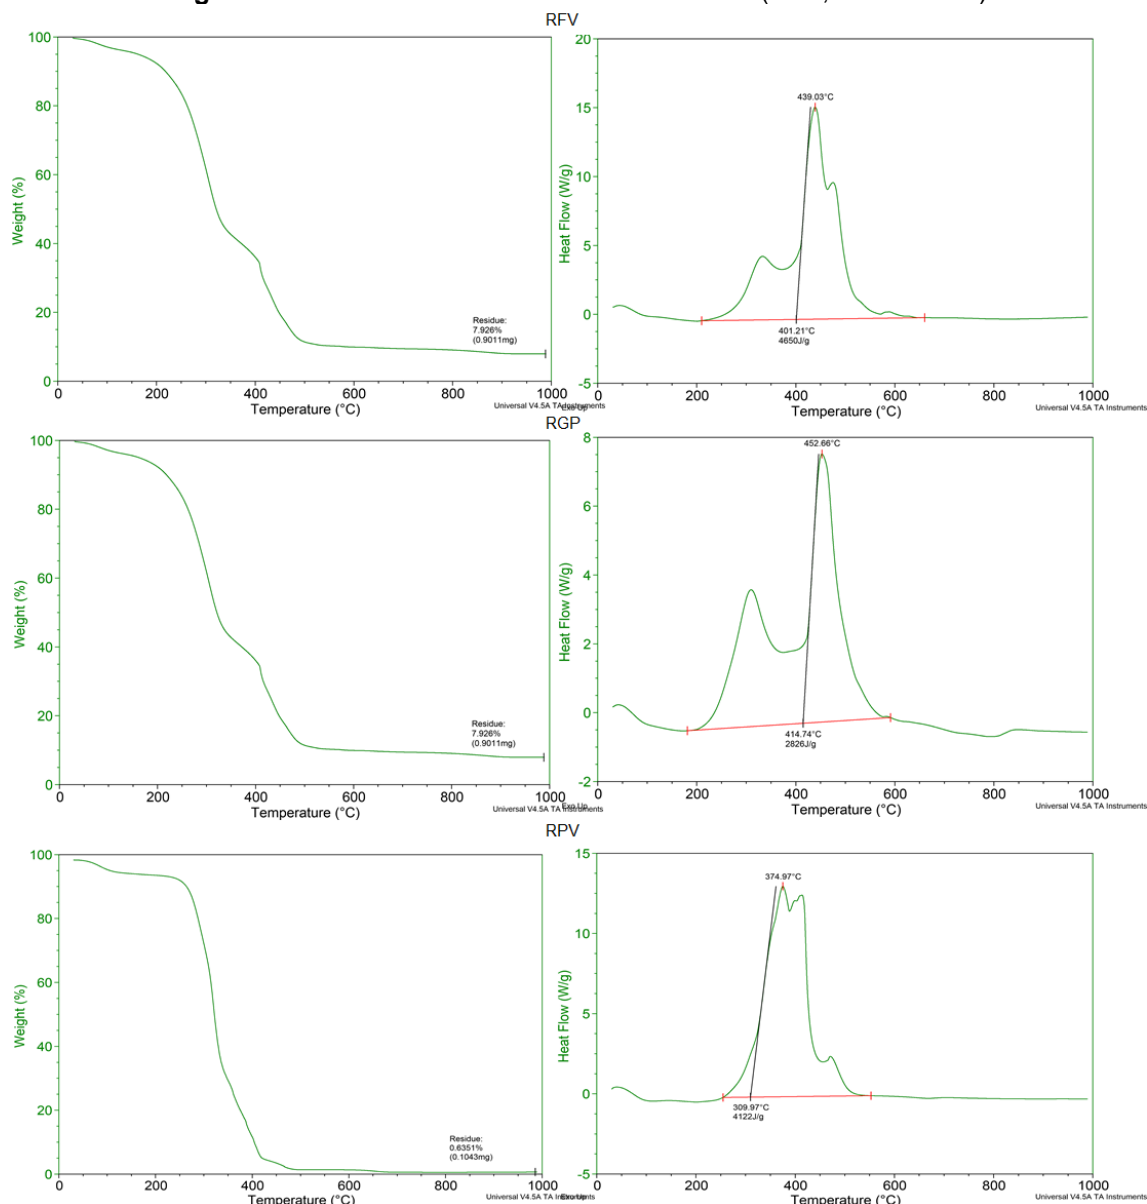 RFV
100
80
60
40
20
0
Weight (%)
Residue:
7.926%
(0.9011mg)
0 200 400 600 800 1000
Temperature (°C)
Universal V4.5A TA Instruments
20
15
10
5
0
-5
Heat Flow (W/g)
439.03°C
401.21°C
4650J/g
Exo Up
0 200 400 600 800 1000
Temperature (°C)
Universal V4.5A TA Instruments
RGP
100
80
60
40
20
0
Weight (%)
Residue:
7.926%
(0.9011mg)
0 200 400 600 800 1000
Temperature (°C)
Universal V4.5A TA Instruments
8
6
4
2
0
-2
Heat Flow (W/g)
452.66°C
414.74°C
2826J/g
Exo Up
0 200 400 600 800 1000
Temperature (°C)
Universal V4.5A TA Instruments
RPV
100
80
60
40
20
0
Weight (%)
Residue:
0.6351%
(0.1043mg)
0 200 400 600 800 1000
Temperature (°C)
Universal V4.5A TA Instruments
15
10
5
0
-5
Heat Flow (W/g)
374.97°C
309.97°C
4122J/g
Exo Up
0 200 400 600 800 1000
Temperature (°C)
Universal V4.5A TA Instruments